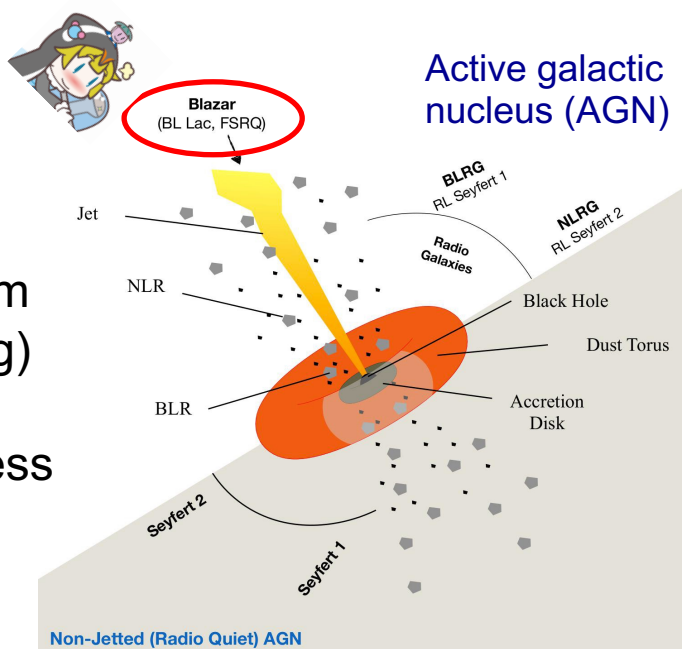 Active galactic
nucleus (AGN)
Blazar
(BL Lac, FSRQ)
BLRG
RL Seyfert 1
NLRG
RL Seyfert 2
Jet
Radio
Galaxies
NLR
Black Hole
Dust Torus
BLR
Accretion
Disk
m
g)
ess
Seyfert 2
Seyfert 1
Non-Jetted (Radio Quiet) AGN